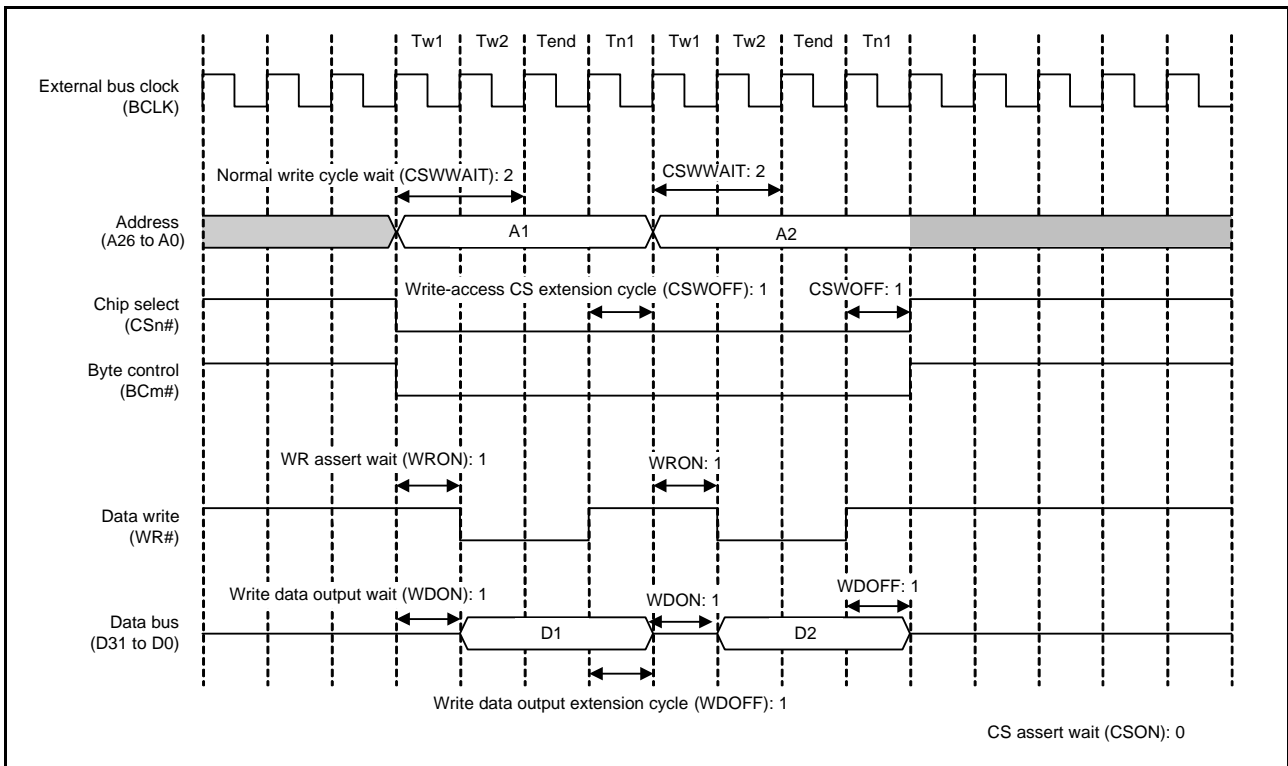 Tw1 Tw2 Tend Tn1 Tw1 Tw2 Tend Tn1
External bus clock
(BCLK)
Normal write cycle wait (CSWWAIT): 2
CSWWAIT: 2
Address
(A26 to A0)
A1
A2
Chip select
(CSn#)
Write-access CS extension cycle (CSWOFF): 1
CSWOFF: 1
Byte control
(BCm#)
WR assert wait (WRON): 1
WRON: 1
Data write
(WR#)
Write data output wait (WDON): 1
WDON: 1
WDOFF: 1
Data bus
(D31 to D0)
D1
D2
Write data output extension cycle (WDOFF): 1
CS assert wait (CSON): 0